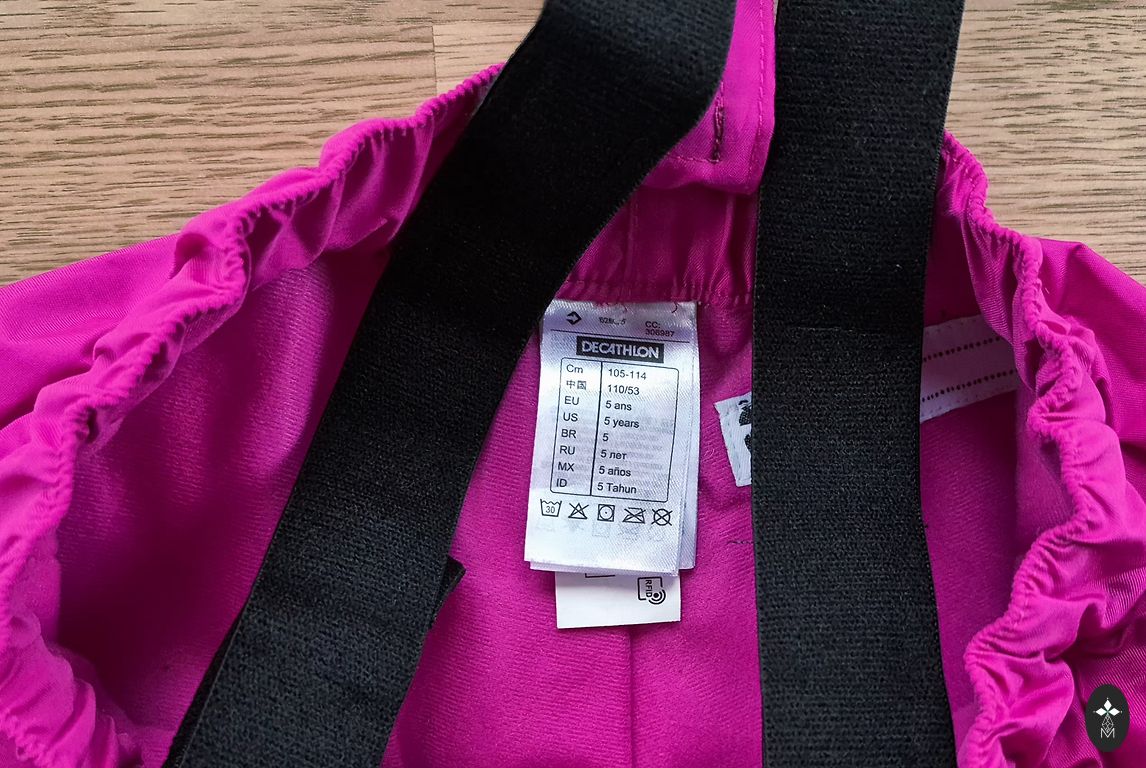 CC:
306987
DECATHLON
Cm 105-114
中国 110/53
EU 5 ans
US 5 years
BR 5
RU 5 лет
MX 5 años
ID 5 Tahun
30
RFID
M